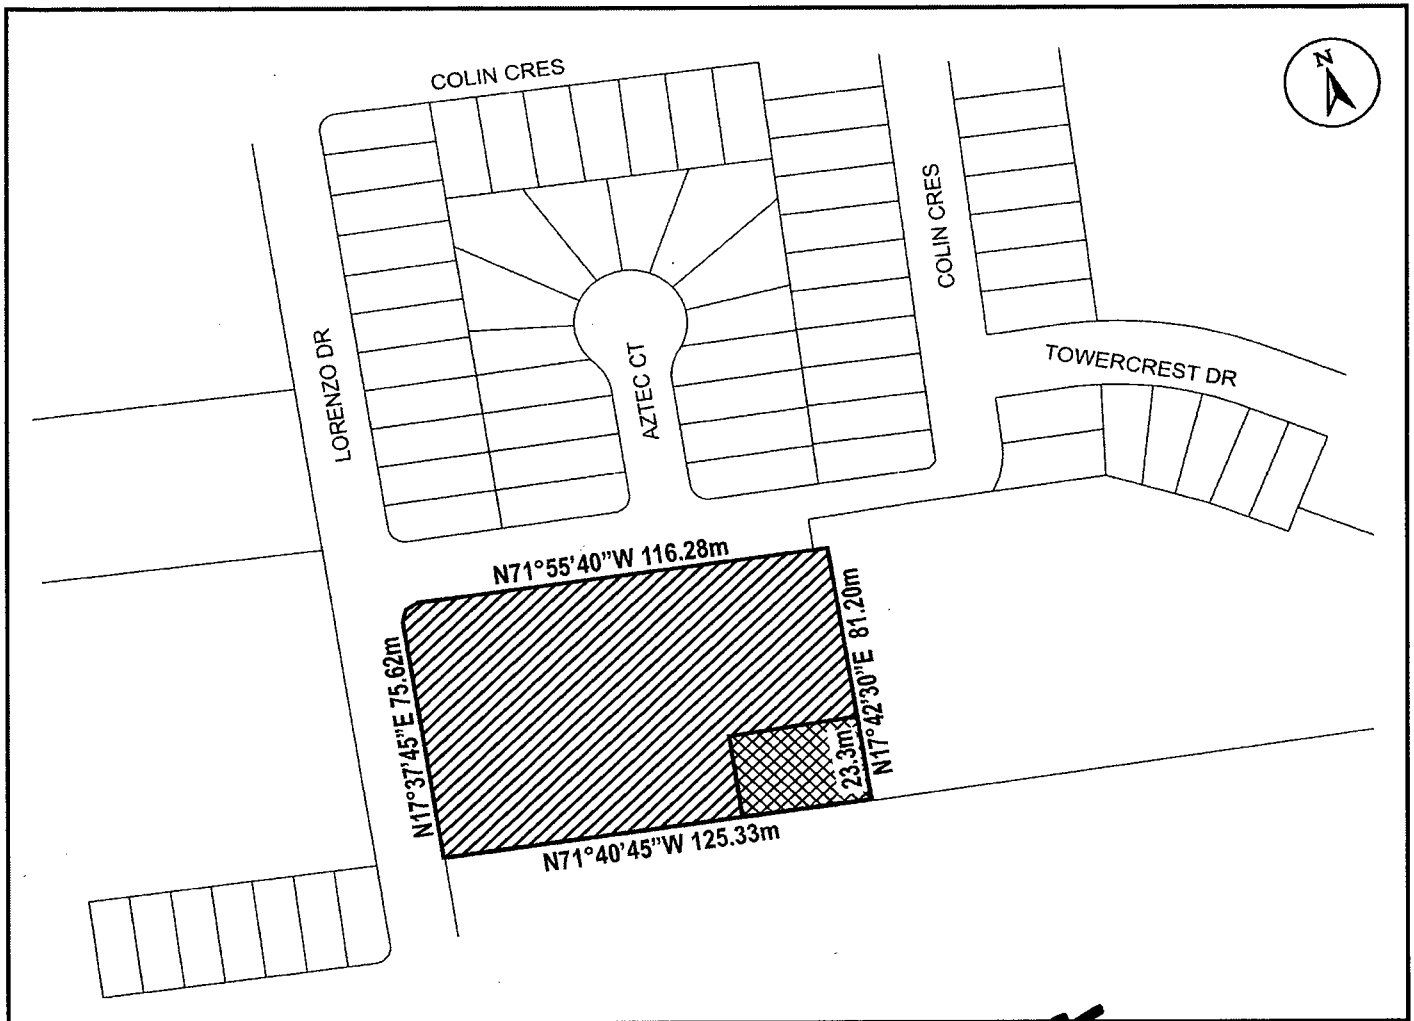 COLIN CRES
N
COLIN CRES
LORENZO DR
AZTEC CT
TOWERCREST DR
N71°55'40"W 116.28m
N17°37'45"E 75.62m
N17°42'30"E 81.20m
23.3m
N71°40'45"W 125.33m